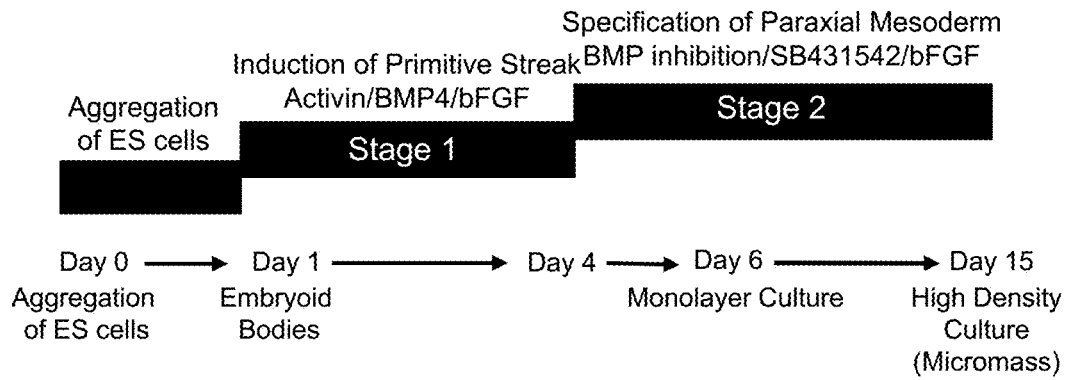 Specification of Paraxial Mesoderm
BMP inhibition/SB431542/bFGF
Induction of Primitive Streak
Activin/BMP4/bFGF
Aggregation
of ES cells
Stage 1
Stage 2
Day 0
Day 1
Day 4
Day 6
Day 15
Aggregation
of ES cells
Embryoid
Bodies
Monolayer Culture
High Density
Culture
(Micromass)